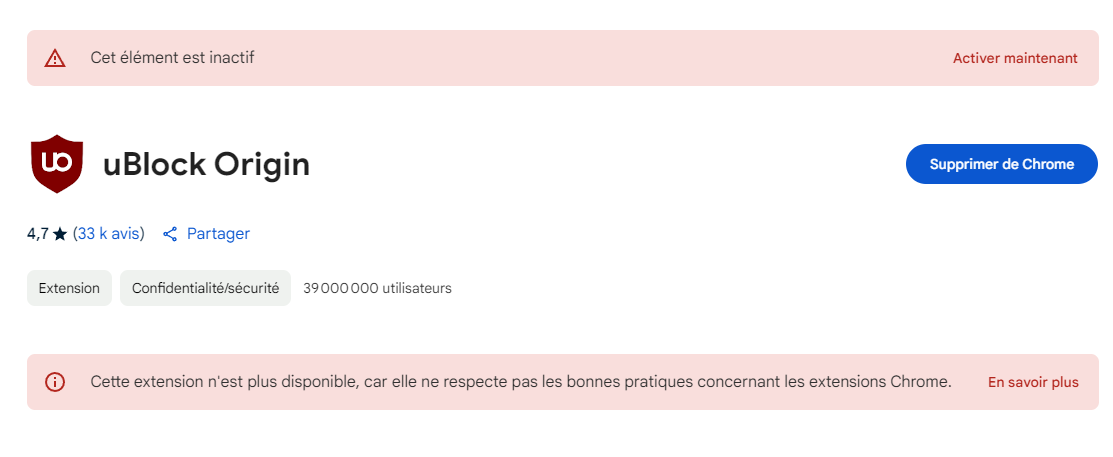 Cet élément est inactif
Activer maintenant
uo
uBlock Origin
Supprimer de Chrome
4,7 ★ (33 k avis)
Partager
Extension
Confidentialité/sécurité
39 000 000 utilisateurs
Cette extension n'est plus disponible, car elle ne respecte pas les bonnes pratiques concernant les extensions Chrome.
En savoir plus